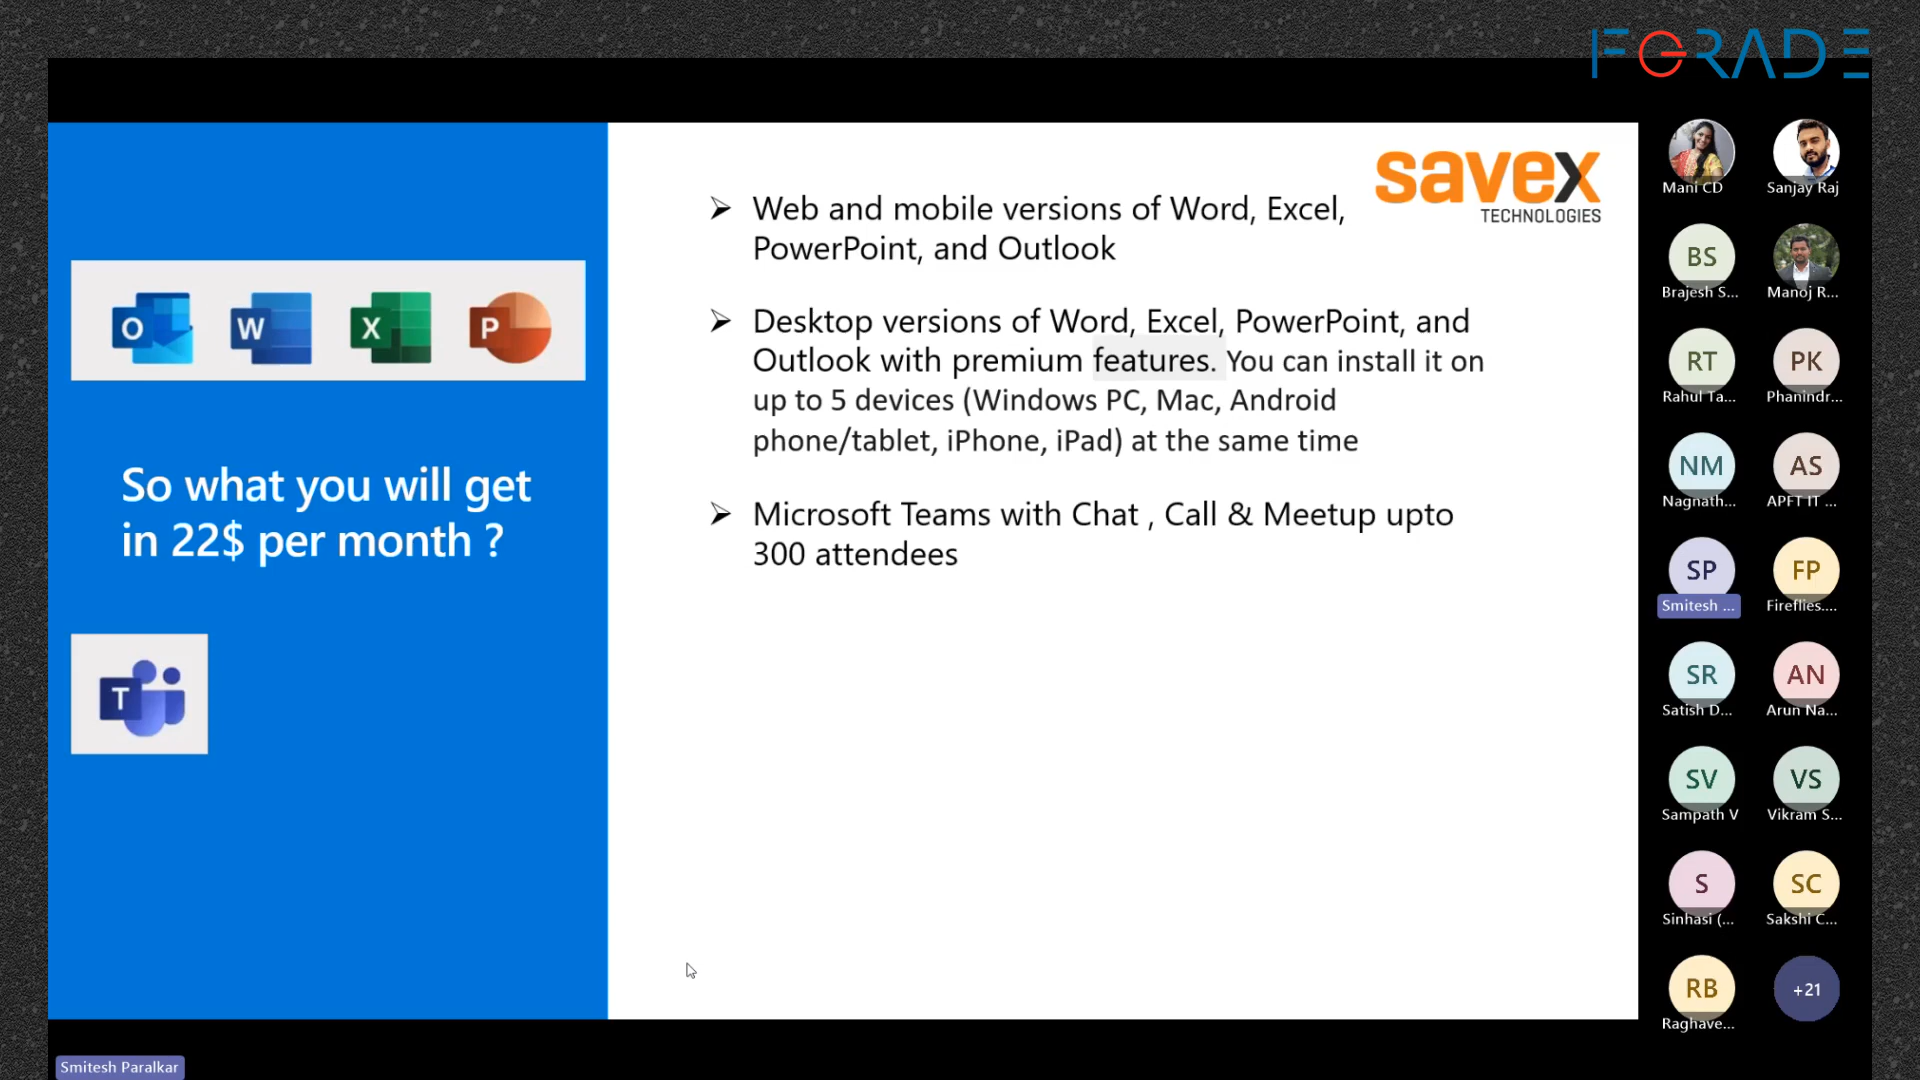 FGRADE
savex
TECHNOLOGIES
O W X P
So what you will get
in 22$ per month ?
T
➢ Web and mobile versions of Word, Excel,
PowerPoint, and Outlook
➢ Desktop versions of Word, Excel, PowerPoint, and
Outlook with premium features. You can install it on
up to 5 devices (Windows PC, Mac, Android
phone/tablet, iPhone, iPad) at the same time
➢ Microsoft Teams with Chat , Call & Meetup upto
300 attendees
Mani CD
Sanjay Raj
BS
Brajesh S...
Manoj R...
RT
Rahul Ta...
PK
Phanindr...
NM
Nagnath...
AS
APFT IT ...
SP
Smitesh ...
FP
Fireflies....
SR
Satish D...
AN
Arun Na...
SV
Sampath V
VS
Vikram S...
S
Sinhasi (...
SC
Sakshi C...
RB
Raghave...
+21
Smitesh Paralkar